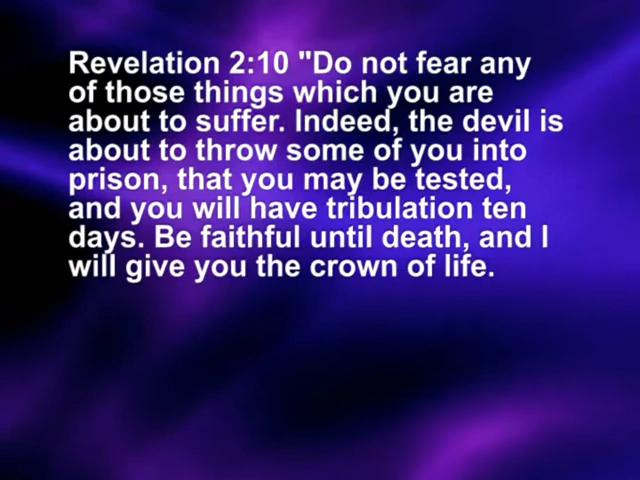 Revelation 2:10 "Do not fear any
of those things which you are
about to suffer. Indeed, the devil is
about to throw some of you into
prison, that you may be tested,
and you will have tribulation ten
days. Be faithful until death, and I
will give you the crown of life.